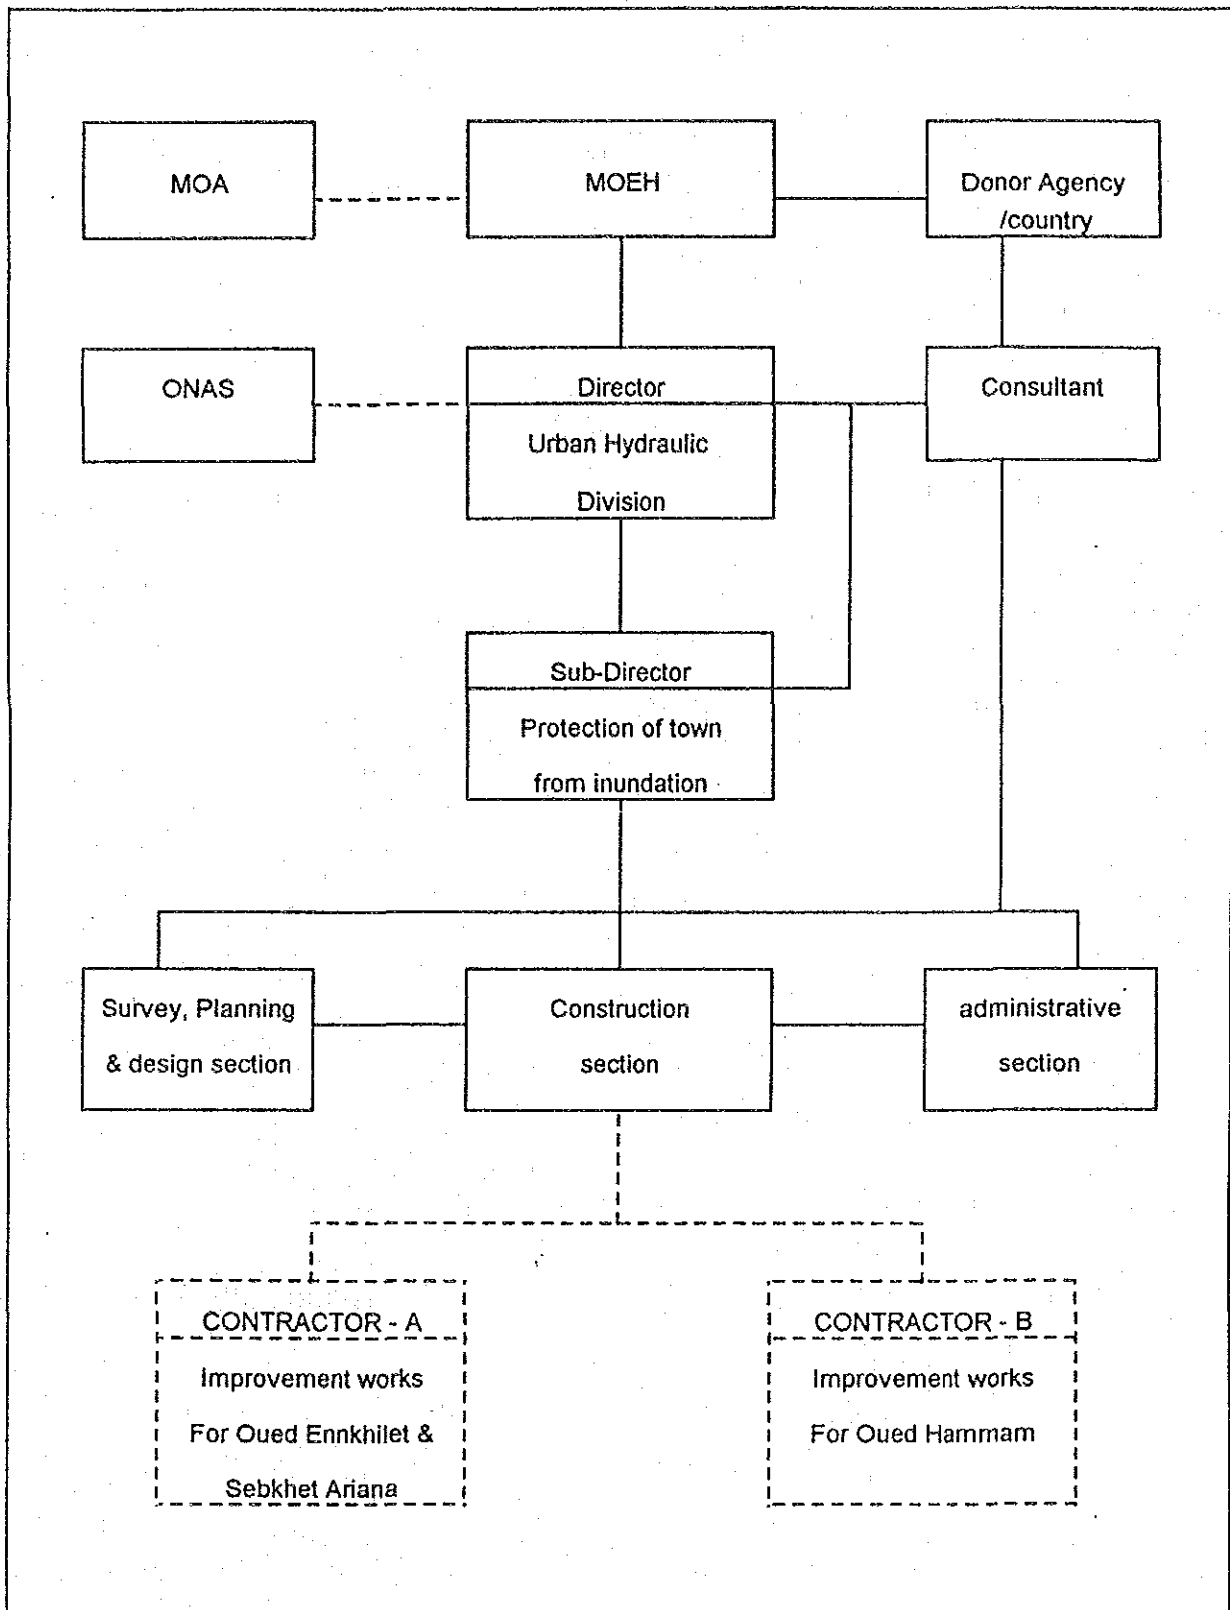 MOA
MOEH
Donor Agency
/country
ONAS
Director
Urban Hydraulic
Division
Consultant
Sub-Director
Protection of town
from inundation
Survey, Planning
& design section
Construction
section
administrative
section
CONTRACTOR - A
Improvement works
For Oued Ennkhilet &
Sebkhet Ariana
CONTRACTOR - B
Improvement works
For Oued Hammam